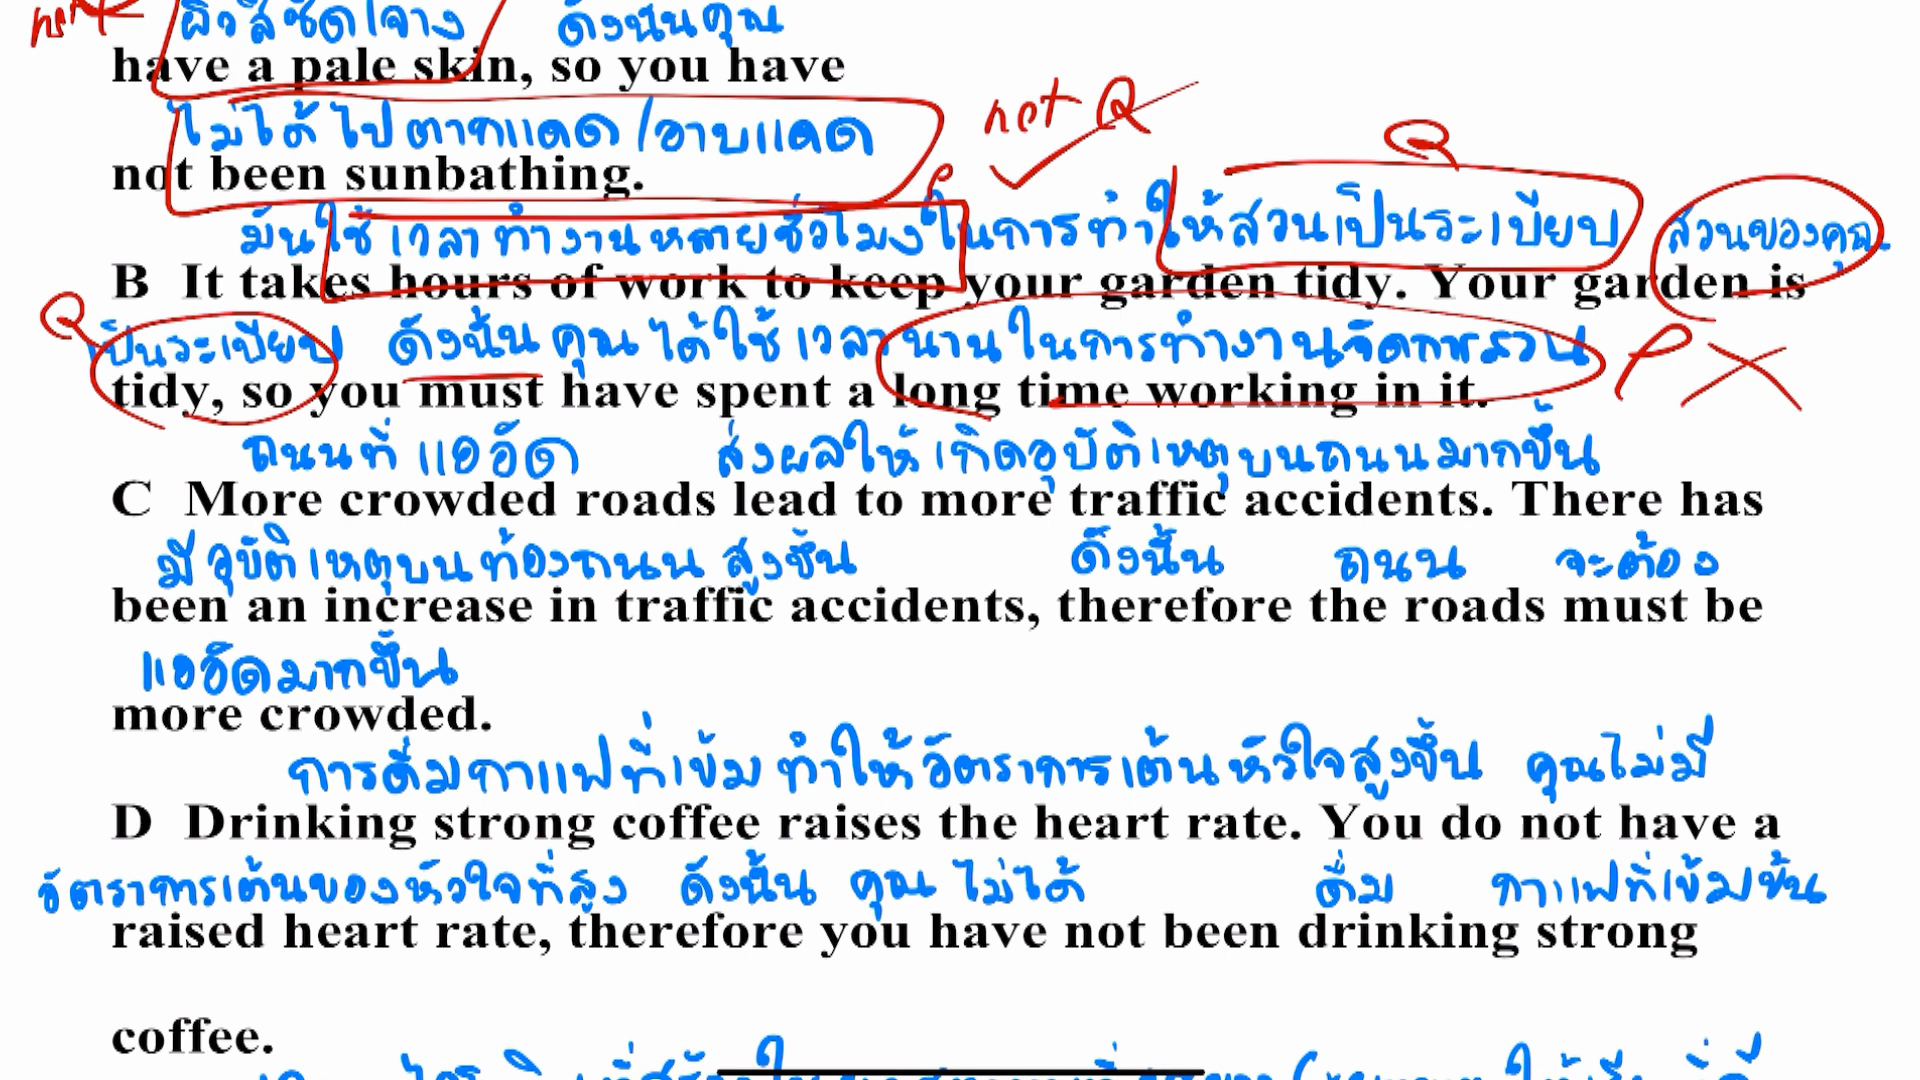 ผิวสีซีด/จาง ดังนั้นคุณ
have a pale skin, so you have
not Q
ไม่ได้ไปตากแดด/อาบแดด
not been sunbathing.
Q
P
มันใช้เวลาทำงานหลายชั่วโมงในการทำให้สวนเป็นระเบียบ สวนของคุณ
B It takes hours of work to keep your garden tidy. Your garden is
Q
เป็นระเบียบ ดังนั้น คุณ ได้ใช้เวลานานในการทำงานจัดการสวน P X
tidy, so you must have spent a long time working in it.
ถนนที่แออัด ส่งผลให้เกิดอุบัติเหตุบนถนนมากขึ้น
C More crowded roads lead to more traffic accidents. There has
มีอุบัติเหตุบนท้องถนนสูงขึ้น ดังนั้น ถนน จะต้อง
been an increase in traffic accidents, therefore the roads must be
แออัดมากขึ้น
more crowded.
การดื่มกาแฟที่เข้ม ทำให้อัตราการเต้นหัวใจสูงขึ้น คุณไม่มี
D Drinking strong coffee raises the heart rate. You do not have a
อัตราการเต้นของหัวใจที่สูง ดังนั้น คุณ ไม่ได้ ดื่ม กาแฟที่เข้มข้น
raised heart rate, therefore you have not been drinking strong
coffee.